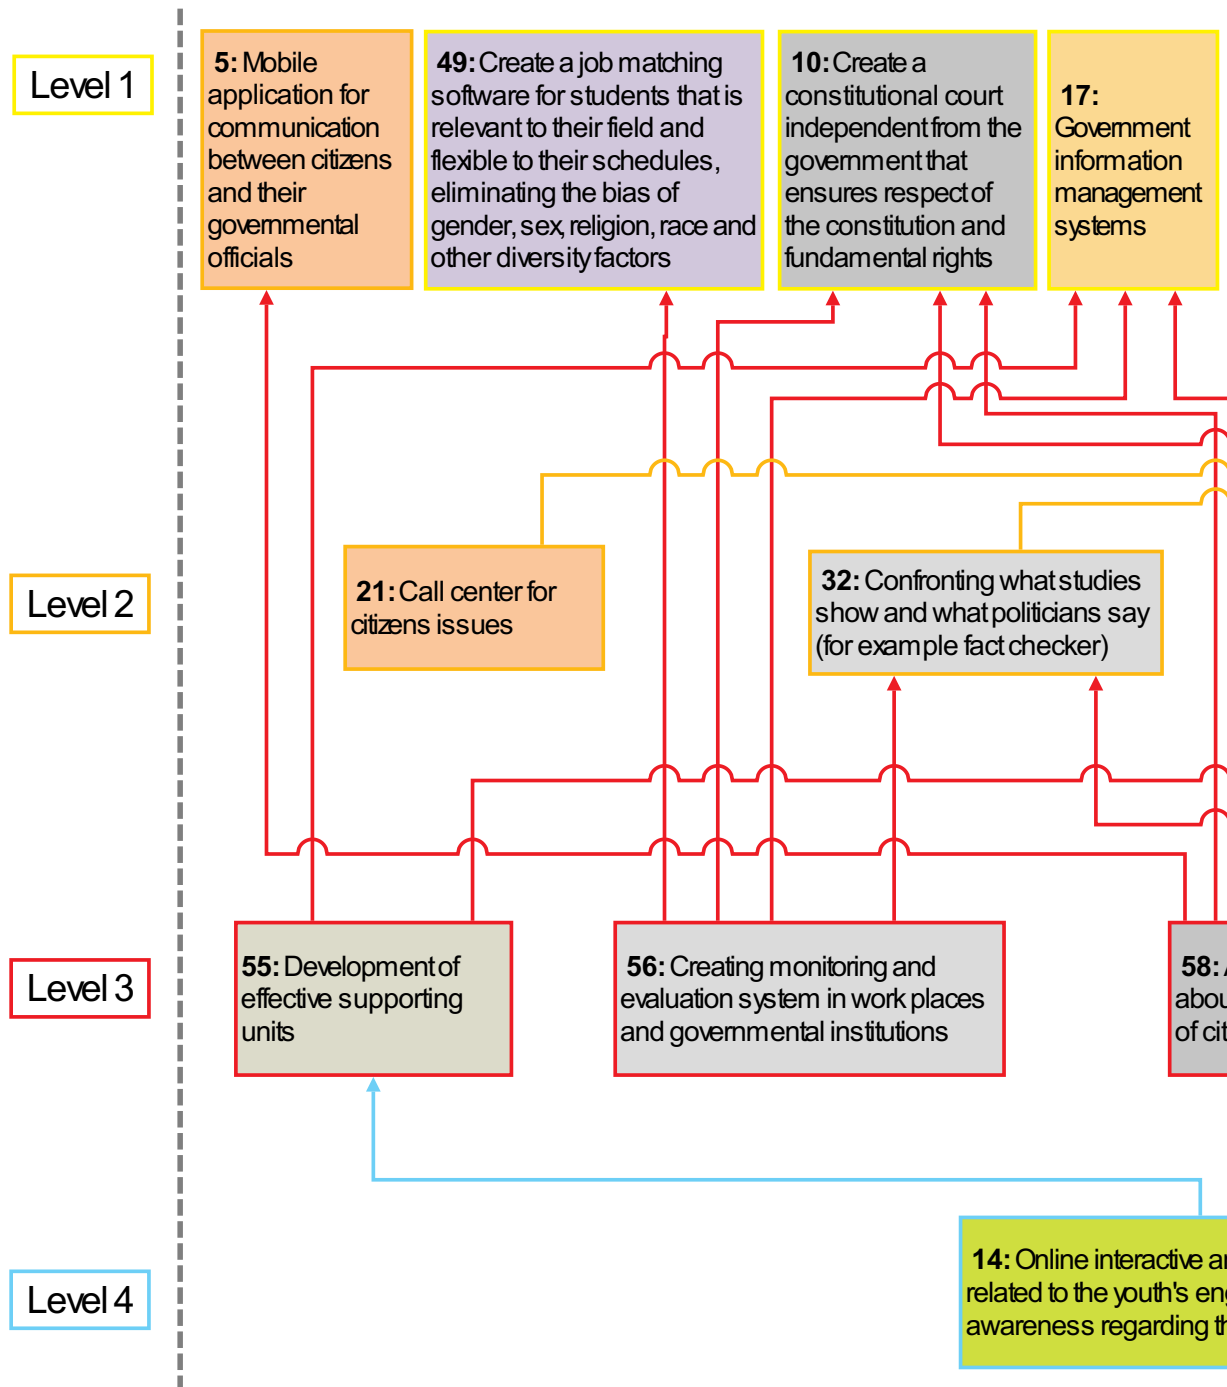 Level 1
5: Mobile
application for
communication
between citizens
and their
governmental
officials
49: Create a job matching
software for students that is
relevant to their field and
flexible to their schedules,
eliminating the bias of
gender, sex, religion, race and
other diversity factors
10: Create a
constitutional court
independent from the
government that
ensures respect of
the constitution and
fundamental rights
17:
Government
information
management
systems
Level 2
21: Call center for
citizens issues
32: Confronting what studies
show and what politicians say
(for example fact checker)
Level 3
55: Development of
effective supporting
units
56: Creating monitoring and
evaluation system in work places
and governmental institutions
58:
of
Level 4
14: Online interactive
related to the youth's
awareness regarding